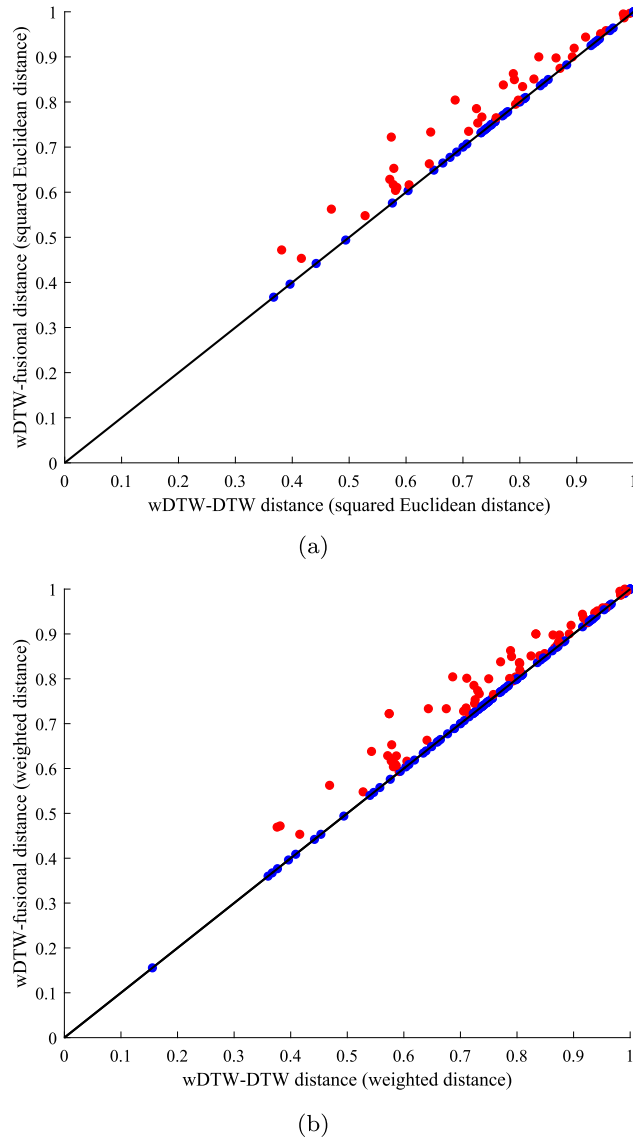 1
0.9
0.8
0.7
0.6
0.5
0.4
0.3
0.2
0.1
0
wDTW-fusional distance (squared Euclidean distance)
0 0.1 0.2 0.3 0.4 0.5 0.6 0.7 0.8 0.9 1
wDTW-DTW distance (squared Euclidean distance)
(a)
1
0.9
0.8
0.7
0.6
0.5
0.4
0.3
0.2
0.1
0
wDTW-fusional distance (weighted distance)
0 0.1 0.2 0.3 0.4 0.5 0.6 0.7 0.8 0.9 1
wDTW-DTW distance (weighted distance)
(b)